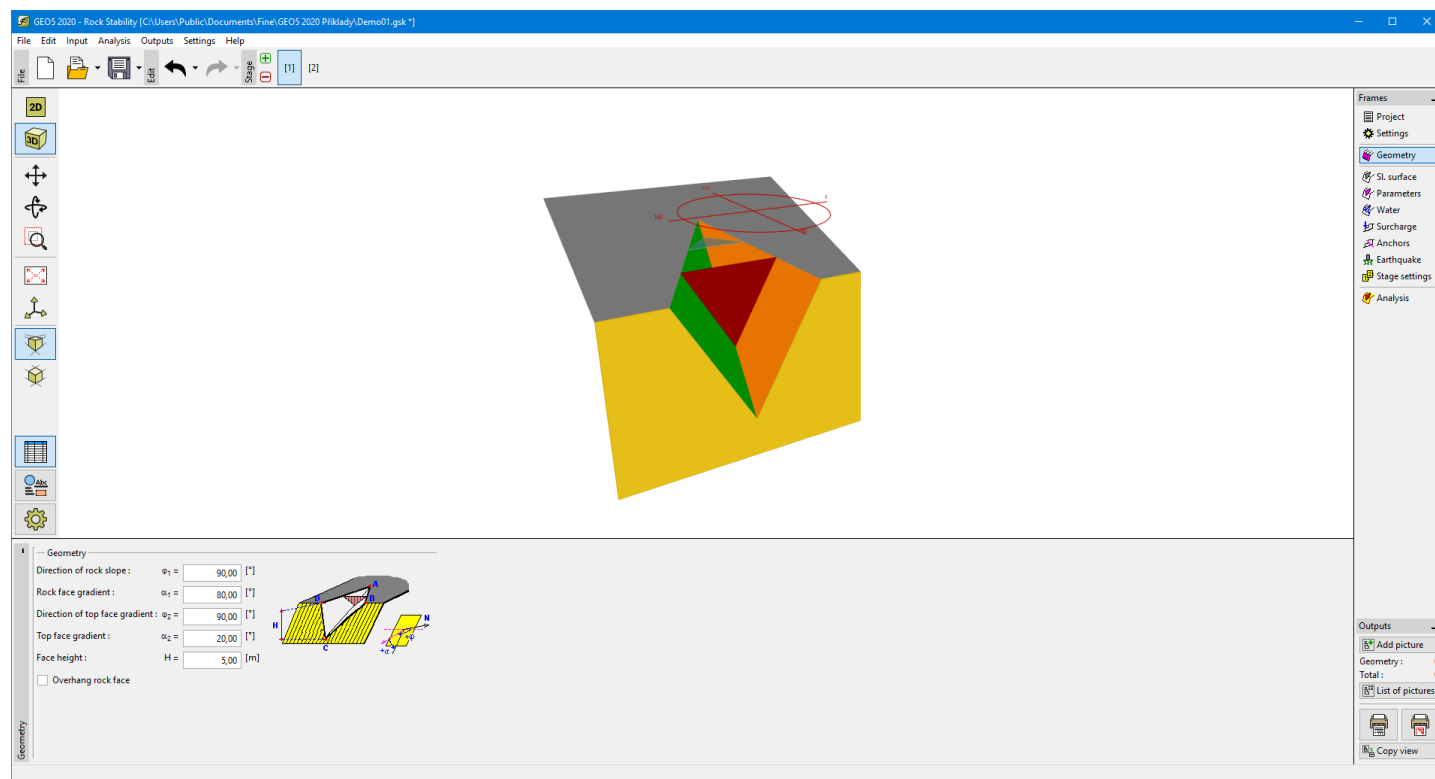 GEO5 2020 - Rock Stability [C:\Users\Public\Documents\Fine\GEO5 2020 Příklady\Demo01.gsk *]
File Edit Input Analysis Outputs Settings Help
File
Edit
Stage
[1] [2]
2D
3D
Abc
180
0
Frames
Project
Settings
Geometry
Sl. surface
Parameters
Water
Surcharge
Anchors
Earthquake
Stage settings
Analysis
Geometry
Direction of rock slope : φ1 = 90,00 [°]
Rock face gradient : α1 = 80,00 [°]
Direction of top face gradient : φ2 = 90,00 [°]
Top face gradient : α2 = 20,00 [°]
Face height : H = 5,00 [m]
Overhang rock face
A
D
B
H
C
N
+φ
+α
Geometry
Outputs
Add picture
Geometry :
Total :
List of pictures
Copy view